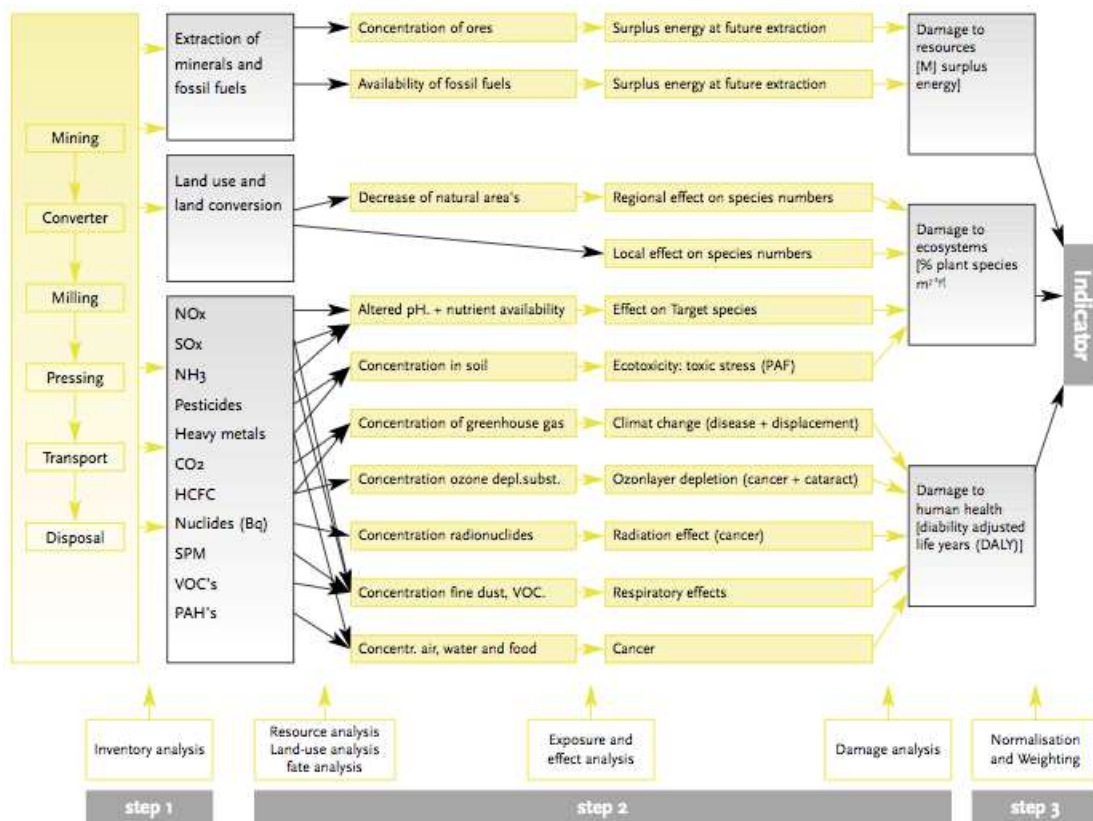 Mining
Converter
Milling
Pressing
Transport
Disposal
Extraction of
minerals and
fossil fuels
Land use and
land conversion
NOx
SOx
NH3
Pesticides
Heavy metals
CO2
HCFC
Nuclides (Bq)
SPM
VOC's
PAH's
Concentration of ores
Availability of fossil fuels
Decrease of natural area's
Altered pH. + nutrient availability
Concentration in soil
Concentration of greenhouse gas
Concentration ozone depl.subst.
Concentration radionuclides
Concentration fine dust, VOC.
Concentr. air, water and food
Surplus energy at future extraction
Surplus energy at future extraction
Regional effect on species numbers
Local effect on species numbers
Effect on Target species
Ecotoxicity: toxic stress (PAF)
Climat change (disease + displacement)
Ozonlayer depletion (cancer + cataract)
Radiation effect (cancer)
Respiratory effects
Cancer
Damage to
resources
[MJ surplus
energy]
Damage to
ecosystems
[% plant species
Damage to
human health
[diability adjusted
life years (DALY)]
Indicator
Inventory analysis
Resource analysis
Land-use analysis
fate analysis
Exposure and
effect analysis
Damage analysis
Normalisation
and Weighting
step 1
step 2
step 3